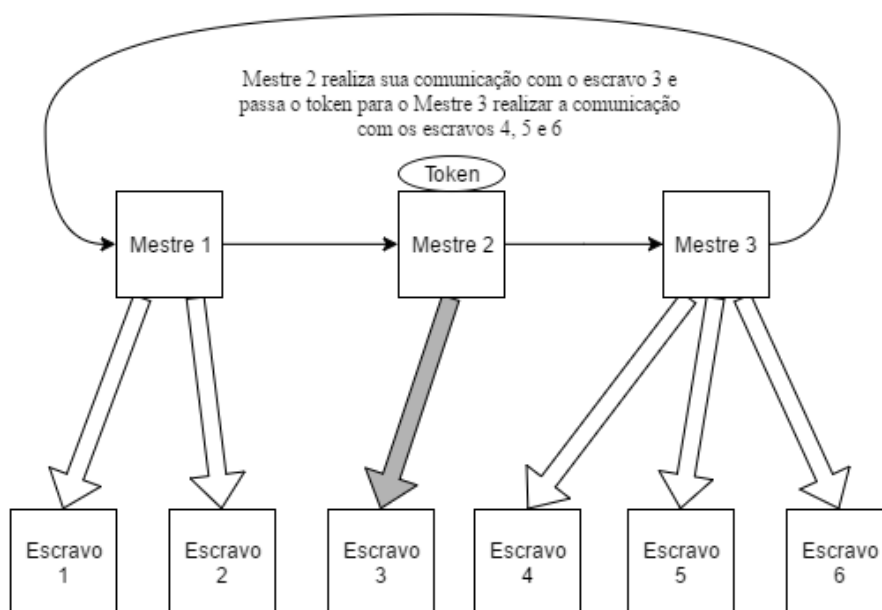 Mestre 2 realiza sua comunicação com o escravo 3 e
passa o token para o Mestre 3 realizar a comunicação
com os escravos 4, 5 e 6
Token
Mestre 1
Mestre 2
Mestre 3
Escravo
1
Escravo
2
Escravo
3
Escravo
4
Escravo
5
Escravo
6